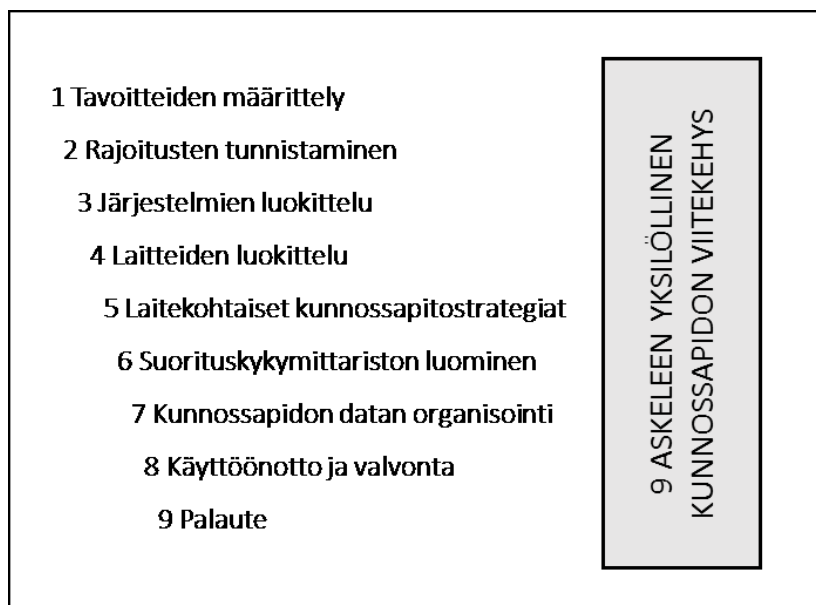 1 Tavoitteiden määrittely
2 Rajoitusten tunnistaminen
3 Järjestelmien luokittelu
4 Laitteiden luokittelu
5 Laitekohtaiset kunnossapitostrategiat
6 Suorituskykymittariston luominen
7 Kunnossapidon datan organisointi
8 Käyttöönotto ja valvonta
9 Palaute
9 ASKELEEN YKSILÖLLINEN
KUNNOSSAPIDON VIITEKEHYS